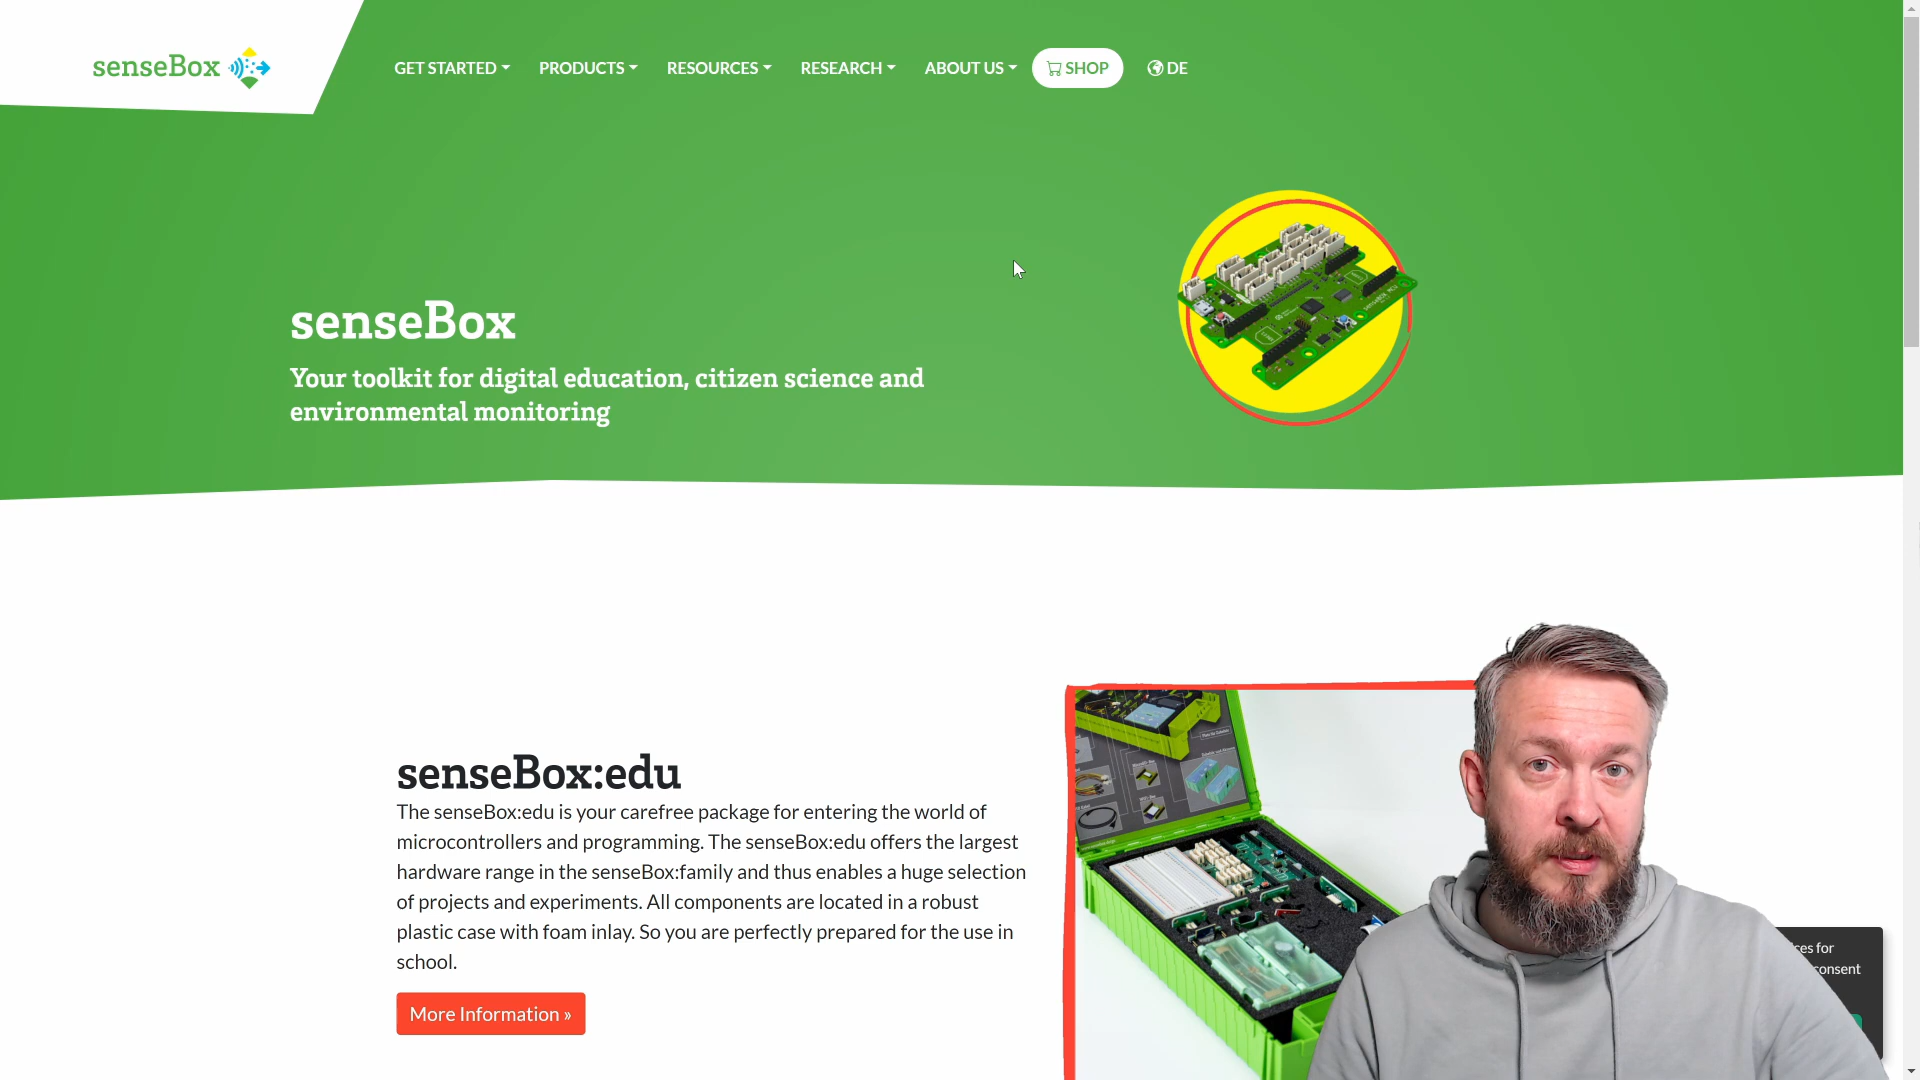 senseBox
GET STARTED
PRODUCTS
RESOURCES
RESEARCH
ABOUT US
SHOP
DE
senseBox
Your toolkit for digital education, citizen science and
environmental monitoring
senseBox:edu
The senseBox:edu is your carefree package for entering the world of
microcontrollers and programming. The senseBox:edu offers the largest
hardware range in the senseBox:family and thus enables a huge selection
of projects and experiments. All components are located in a robust
plastic case with foam inlay. So you are perfectly prepared for the use in
school.
More Information »
for
consent